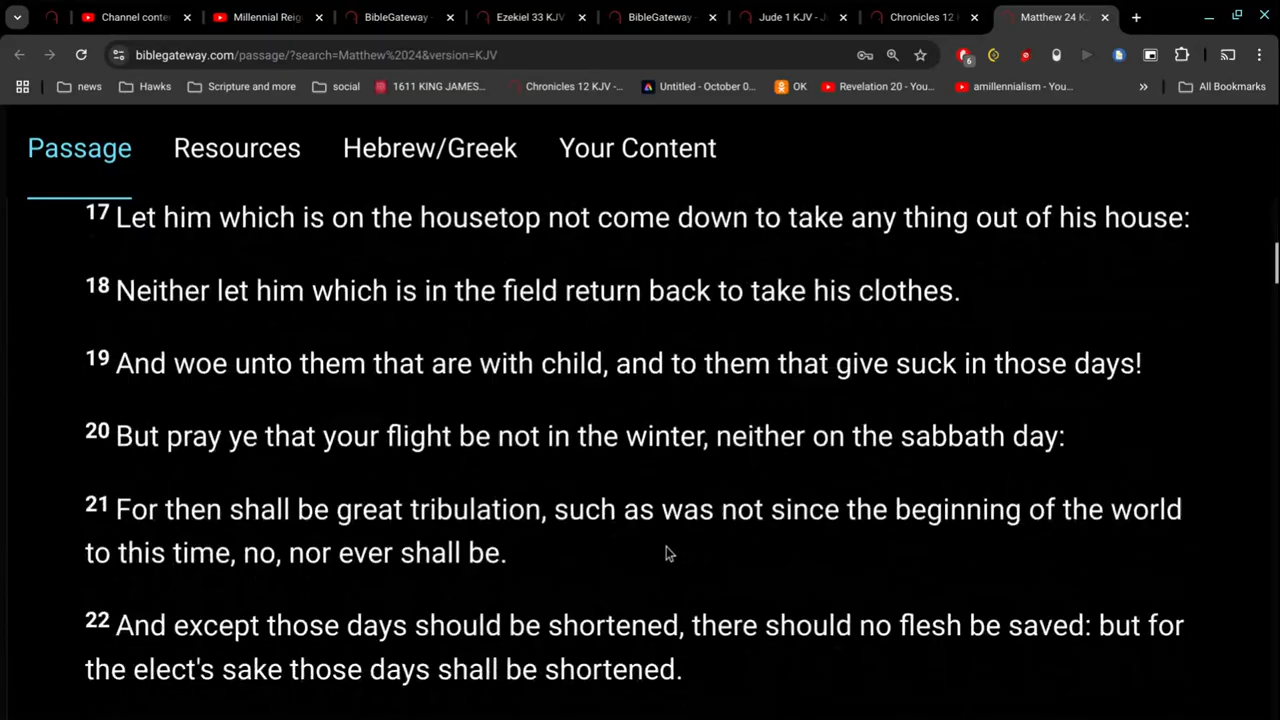 Channel conte
Millennial Reig
BibleGateway -
Ezekiel 33 KJV
BibleGateway -
Jude 1 KJV - J
Chronicles 12
Matthew 24 K
biblegateway.com/passage/?search=Matthew%2024&version=KJV
6
news
Hawks
Scripture and more
social
1611 KING JAMES...
Chronicles 12 KJV -...
Untitled - October 0...
OK
Revelation 20 - You...
amillennialism - You...
»
All Bookmarks
Passage
Resources
Hebrew/Greek
Your Content
17 Let him which is on the housetop not come down to take any thing out of his house:
18 Neither let him which is in the field return back to take his clothes.
19 And woe unto them that are with child, and to them that give suck in those days!
20 But pray ye that your flight be not in the winter, neither on the sabbath day:
21 For then shall be great tribulation, such as was not since the beginning of the world
to this time, no, nor ever shall be.
22 And except those days should be shortened, there should no flesh be saved: but for
the elect's sake those days shall be shortened.